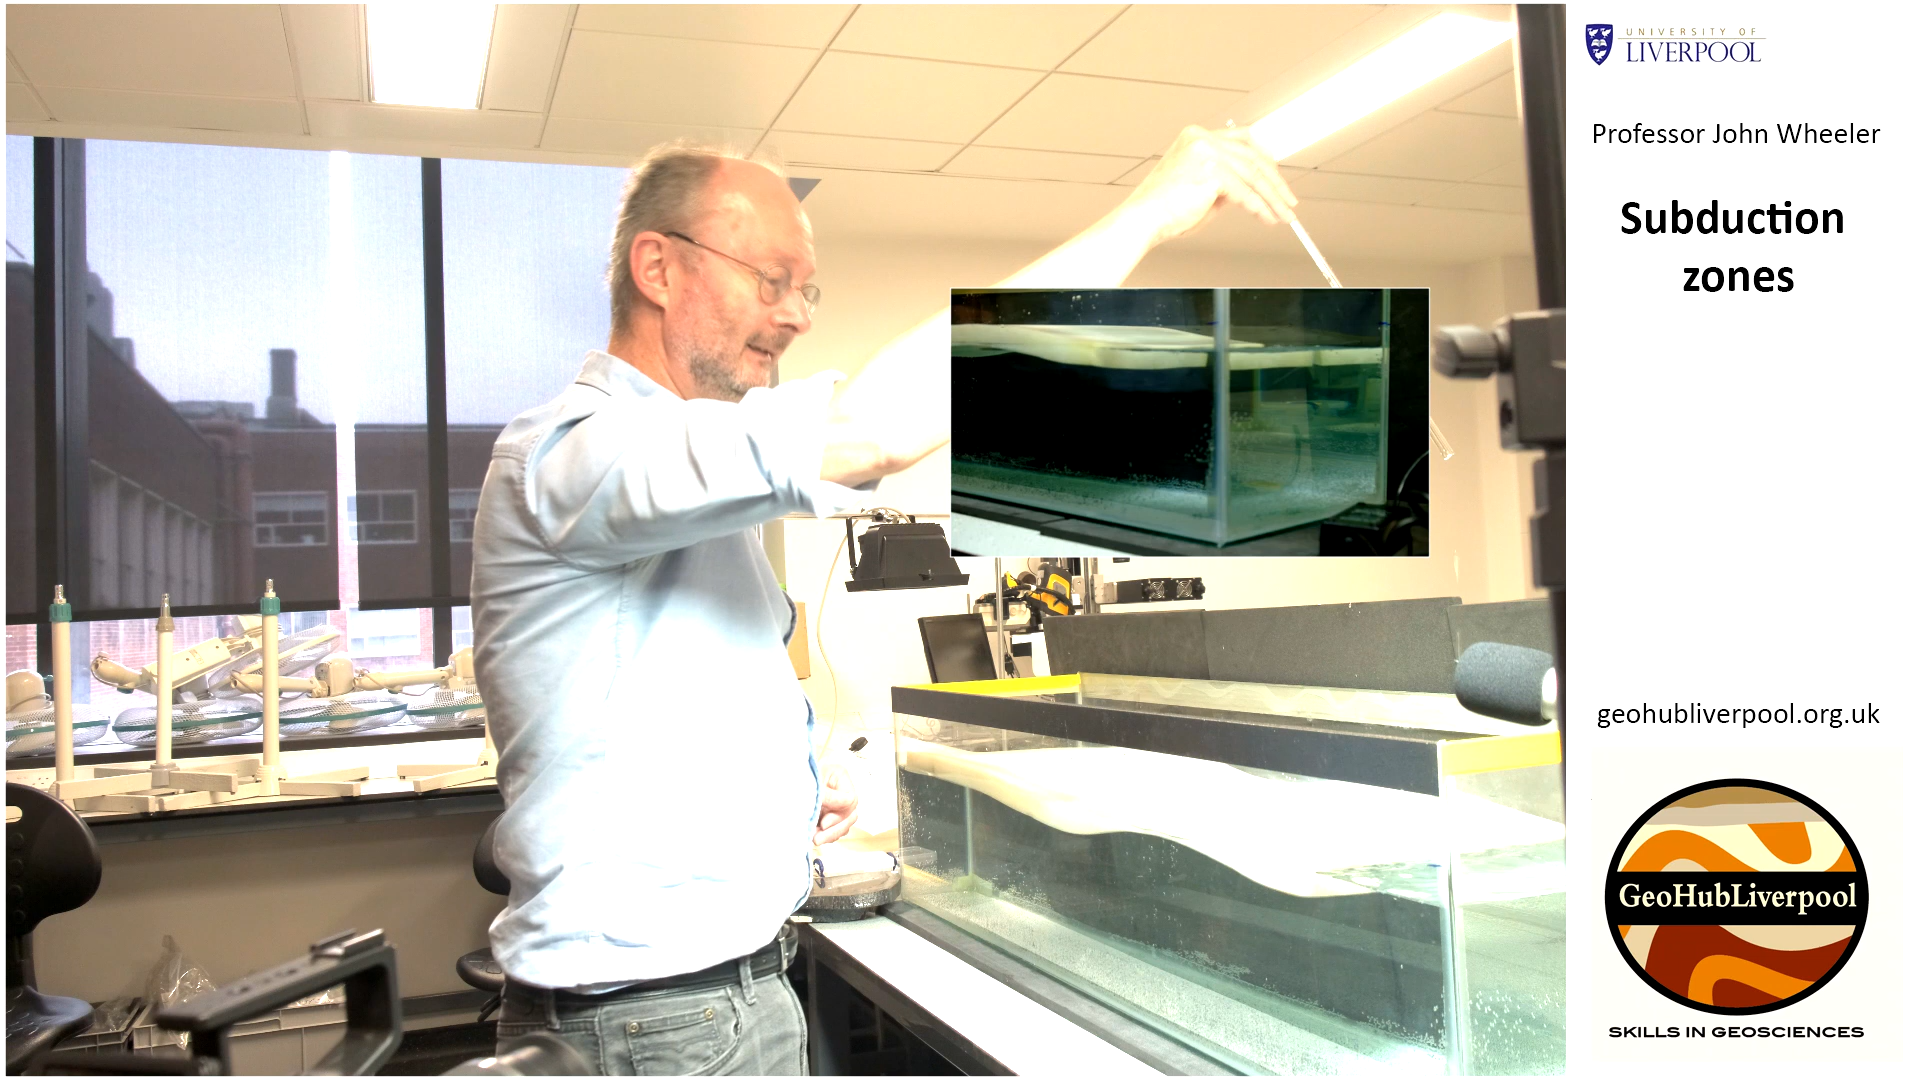 UNIVERSITY OF
LIVERPOOL
Professor John Wheeler
Subduction
zones
geohubliverpool.org.uk
GeoHubLiverpool
SKILLS IN GEOSCIENCES